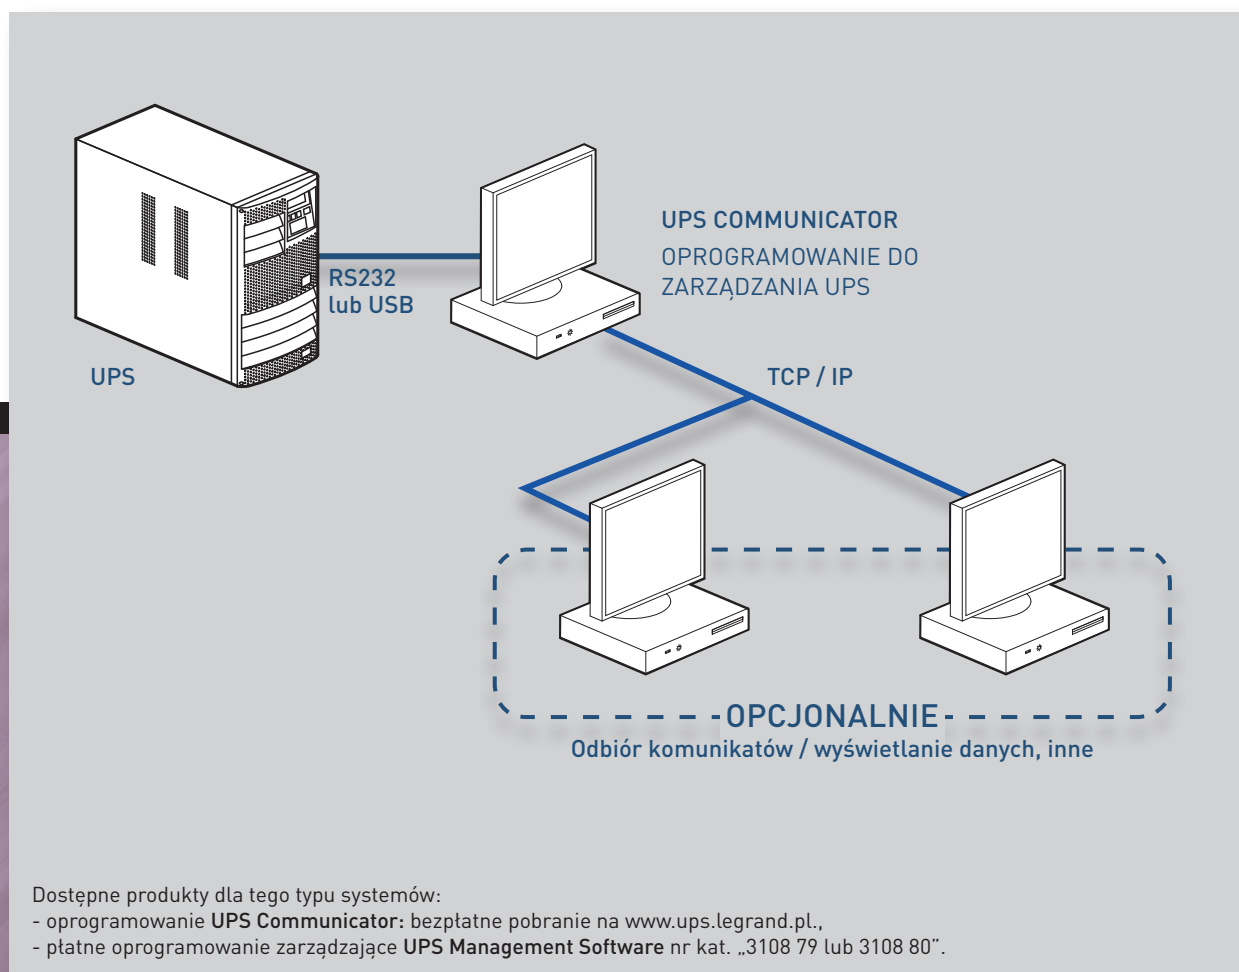 UPS COMMUNICATOR
OPROGRAMOWANIE DO
ZARZĄDZANIA UPS
RS232
lub USB
UPS
TCP / IP
OPCJONALNIE
Odbiór komunikatów / wyświetlanie danych, inne
Dostępne produkty dla tego typu systemów:
- oprogramowanie UPS Communicator: bezpłatne pobranie na www.ups.legrand.pl.,
- płatne oprogramowanie zarządzające UPS Management Software nr kat. „3108 79 lub 3108 80”.